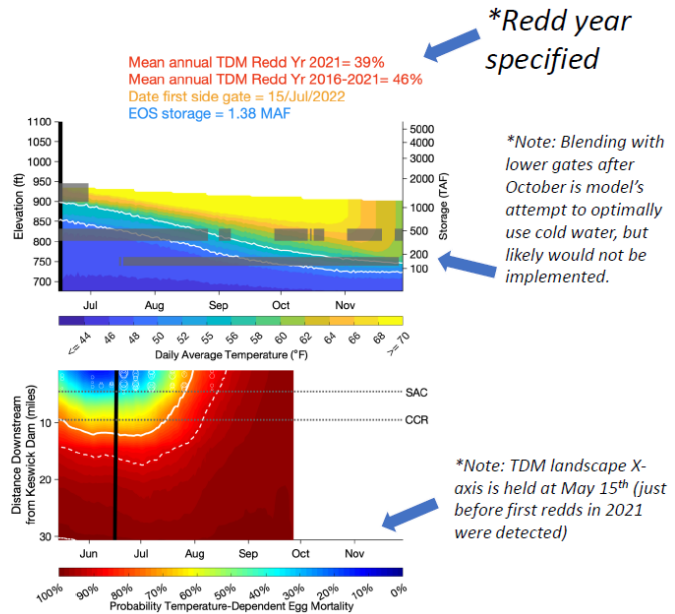 *Redd year
specified
Mean annual TDM Redd Yr 2021= 39%
Mean annual TDM Redd Yr 2016-2021= 46%
Date first side gate = 15/Jul/2022
EOS storage = 1.38 MAF
*Note: Blending with
lower gates after
October is model’s
attempt to optimally
use cold water, but
likely would not be
implemented.
Elevation (ft)
1100
1050
1000
950
900
850
800
750
700
Storage (TAF)
5000
4000
3000
2000
1000
500
200
100
Jul Aug Sep Oct Nov
<= 44 46 48 50 52 54 56 58 60 62 64 66 68 >= 70
Daily Average Temperature (°F)
Distance Downstream
from Keswick Dam (miles)
10
20
30
SAC
CCR
Jun Jul Aug Sep Oct Nov
*Note: TDM landscape X-
axis is held at May 15th (just
before first redds in 2021
were detected)
100% 90% 80% 70% 60% 50% 40% 30% 20% 10% 0%
Probability Temperature-Dependent Egg Mortality